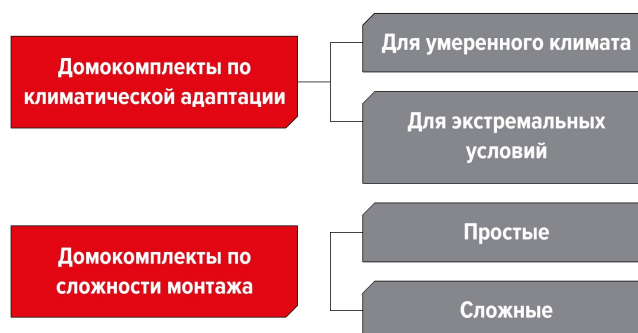 Домокомплекты по
климатической адаптации
Для умеренного климата
Для экстремальных
условий
Домокомплекты по
сложности монтажа
Простые
Сложные